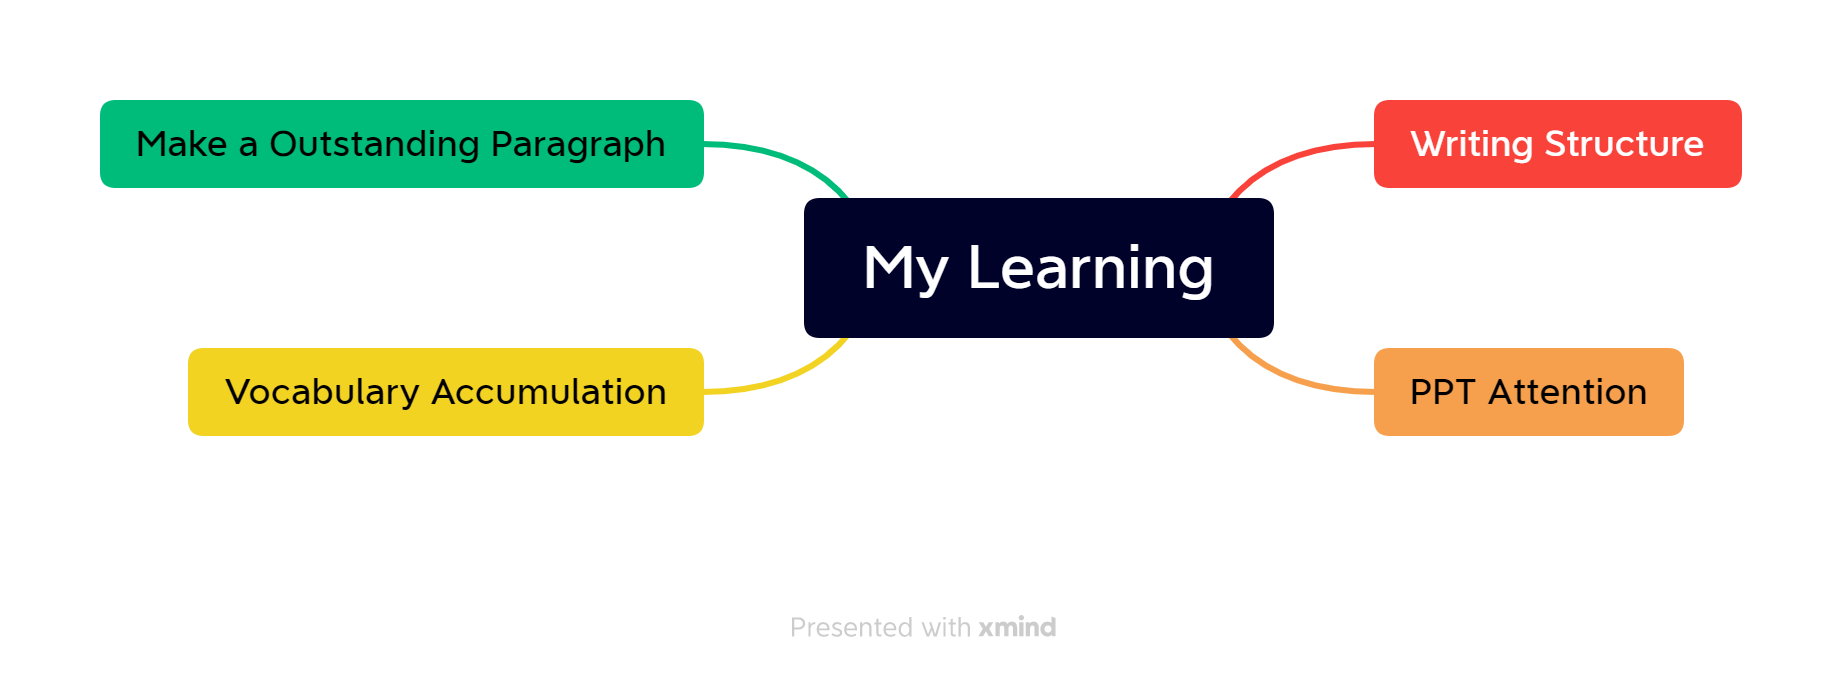 Make a Outstanding Paragraph
Writing Structure
My Learning
Vocabulary Accumulation
PPT Attention
Presented with xmind